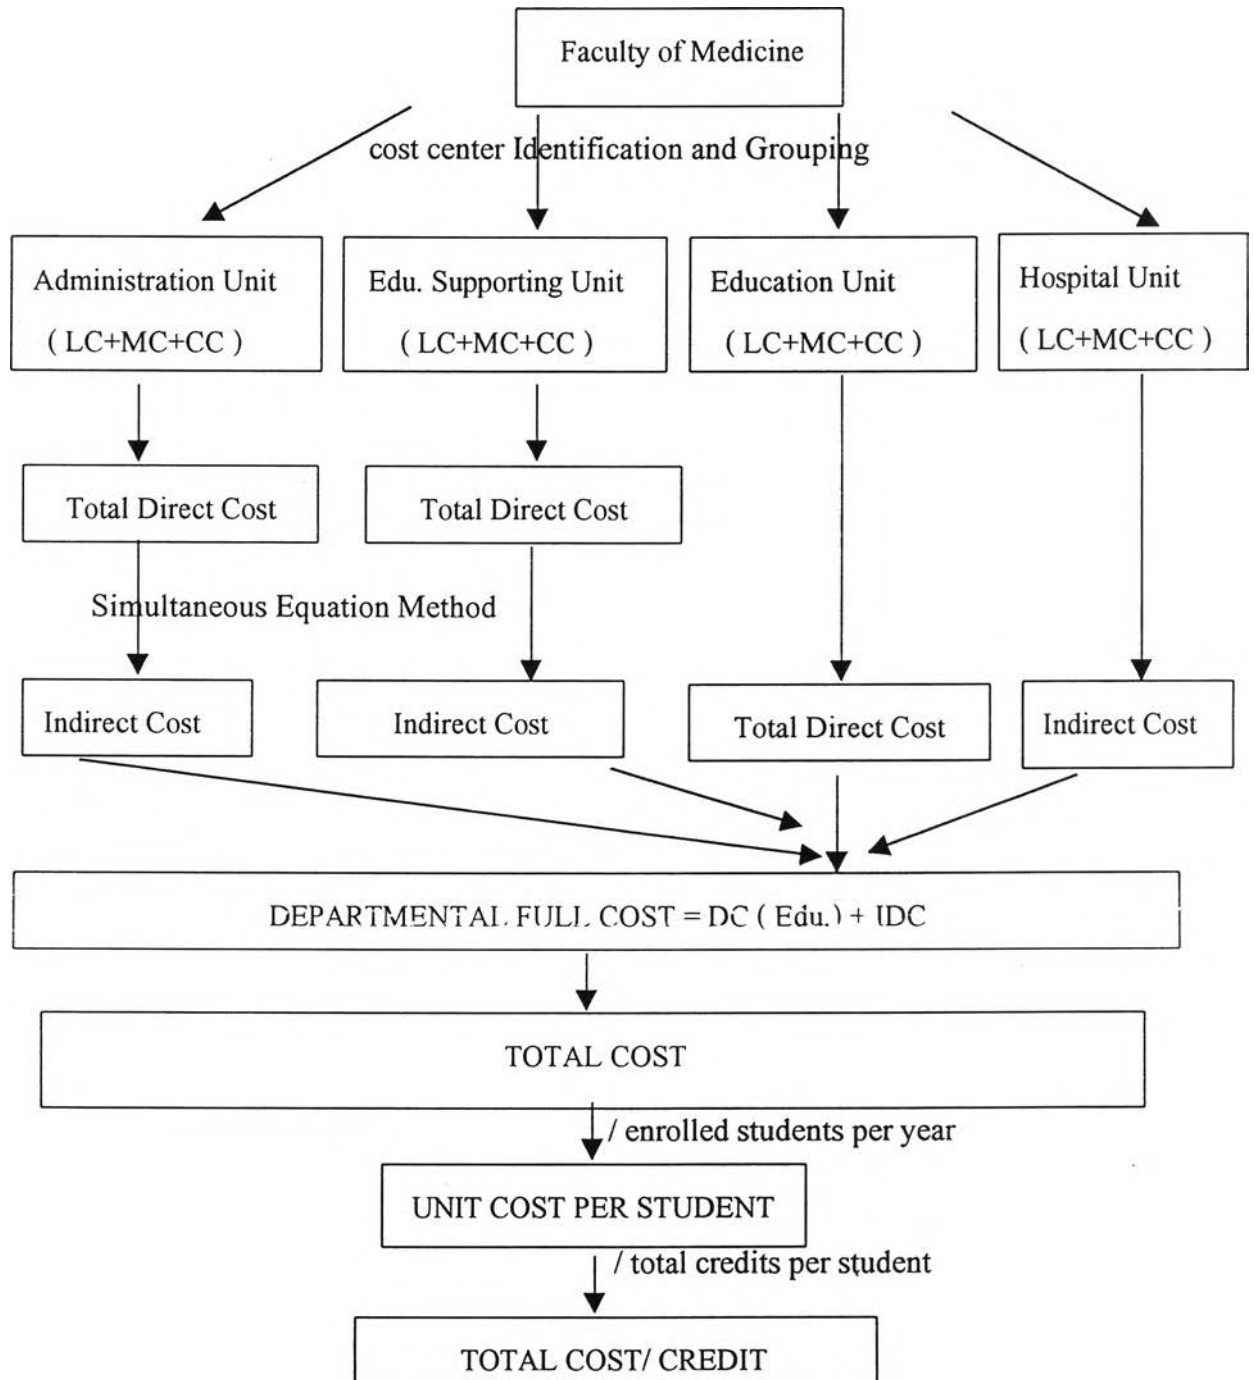 Faculty of Medicine
cost center Identification and Grouping
Administration Unit
( LC+MC+CC )
Edu. Supporting Unit
( LC+MC+CC )
Education Unit
( LC+MC+CC )
Hospital Unit
( LC+MC+CC )
Total Direct Cost
Total Direct Cost
Simultaneous Equation Method
Indirect Cost
Indirect Cost
Total Direct Cost
Indirect Cost
DEPARTMENTAL FULL COST = DC ( Edu.) + IDC
TOTAL COST
/ enrolled students per year
UNIT COST PER STUDENT
/ total credits per student
TOTAL COST/ CREDIT